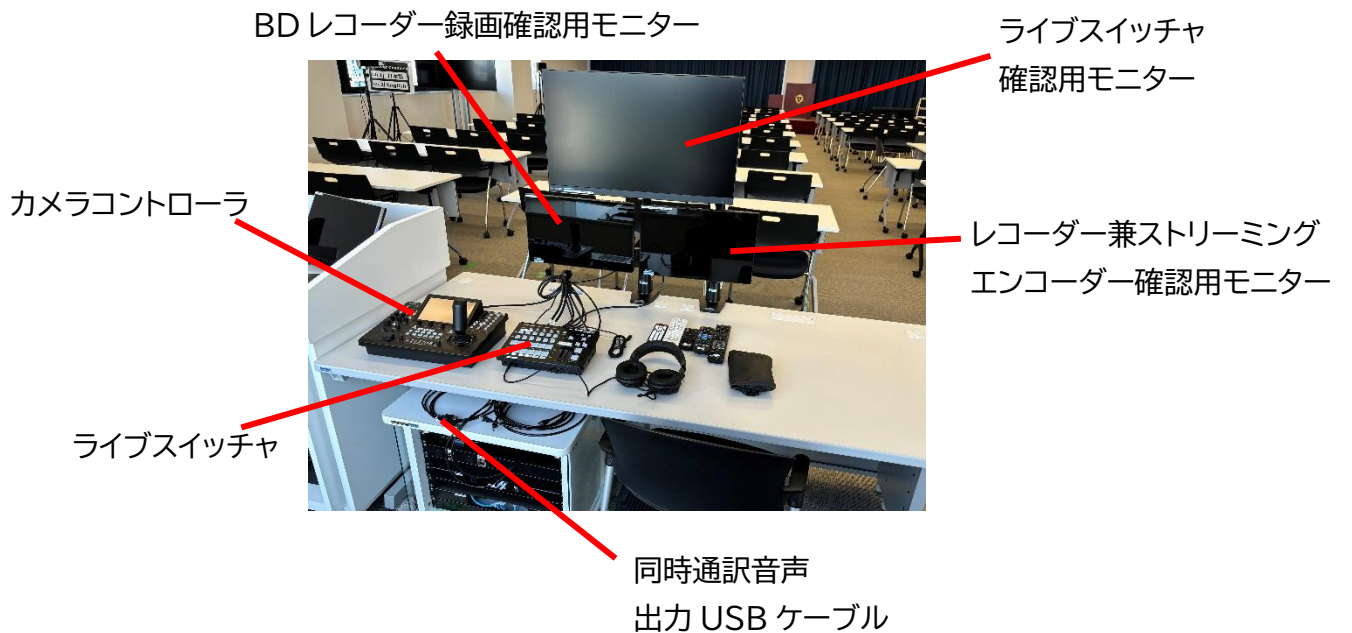 BDレコーダー録画確認用モニター
ライブスイッチャ
確認用モニター
カメラコントローラ
レコーダー兼ストリーミング
エンコーダー確認用モニター
ライブスイッチャ
同時通訳音声
出力 USB ケーブル